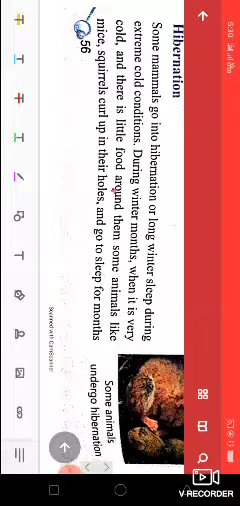 5:30
Hibernation
Some mammals go into hibernation or long winter sleep during
extreme cold conditions. During winter months, when it is very
cold, and there is little food around them some animals like
mice, squirrels curl up in their holes, and go to sleep for months
56
Some animals
undergo hibernation
Scanned with CamScanner
V-RECORDER